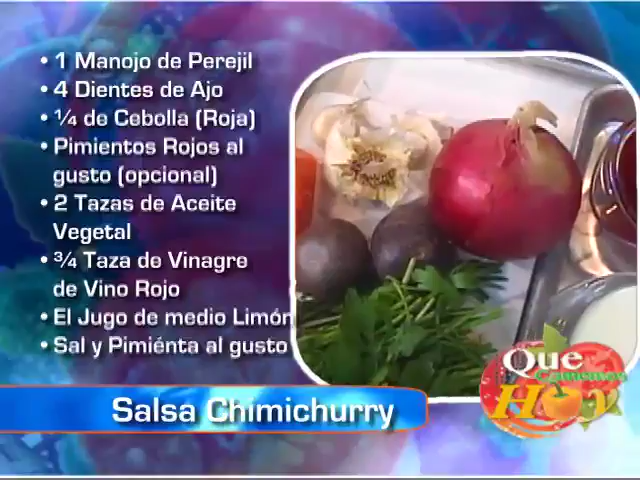 • 1 Manojo de Perejil
• 4 Dientes de Ajo
• ¼ de Cebolla (Roja)
• Pimientos Rojos al
gusto (opcional)
• 2 Tazas de Aceite
Vegetal
• ¾ Taza de Vinagre
de Vino Rojo
• El Jugo de medio Limón
• Sal y Pimiénta al gusto
Salsa Chimichurry
Que
Comemos
Hoy